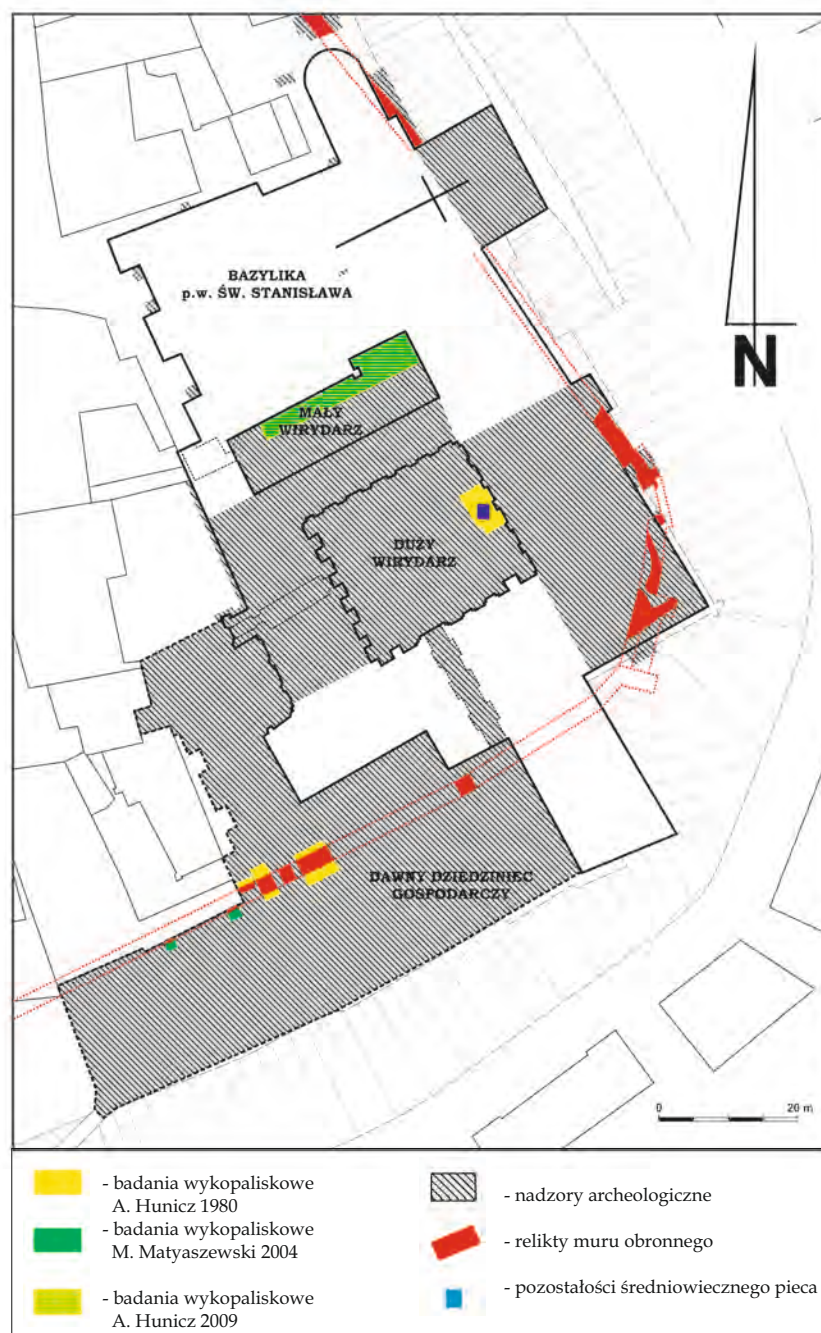 BAZYLIKA
p.w. ŚW. STANISŁAWA
N
MAŁY
WIRYDARZ
DUŻY
WIRYDARZ
DAWNY DZIEDZINIEC
GOSPODARCZY
0 20 m
- badania wykopaliskowe
A. Hunicz 1980
- badania wykopaliskowe
M. Matyaszewski 2004
- badania wykopaliskowe
A. Hunicz 2009
- nadzory archeologiczne
- relikty muru obronnego
- pozostałości średniowiecznego pieca